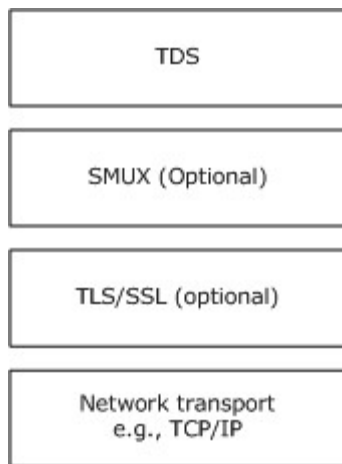 TDS
SMUX (Optional)
TLS/SSL (optional)
Network transport
e.g., TCP/IP